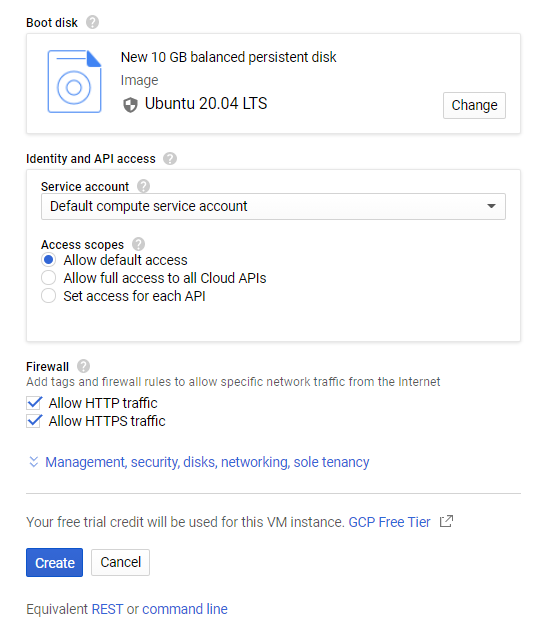 Boot disk ?
New 10 GB balanced persistent disk
Image
Ubuntu 20.04 LTS
Change
Identity and API access ?
Service account ?
Default compute service account
Access scopes ?
Allow default access
Allow full access to all Cloud APIs
Set access for each API
Firewall ?
Add tags and firewall rules to allow specific network traffic from the Internet
Allow HTTP traffic
Allow HTTPS traffic
Management, security, disks, networking, sole tenancy
Your free trial credit will be used for this VM instance. GCP Free Tier
Create Cancel
Equivalent REST or command line